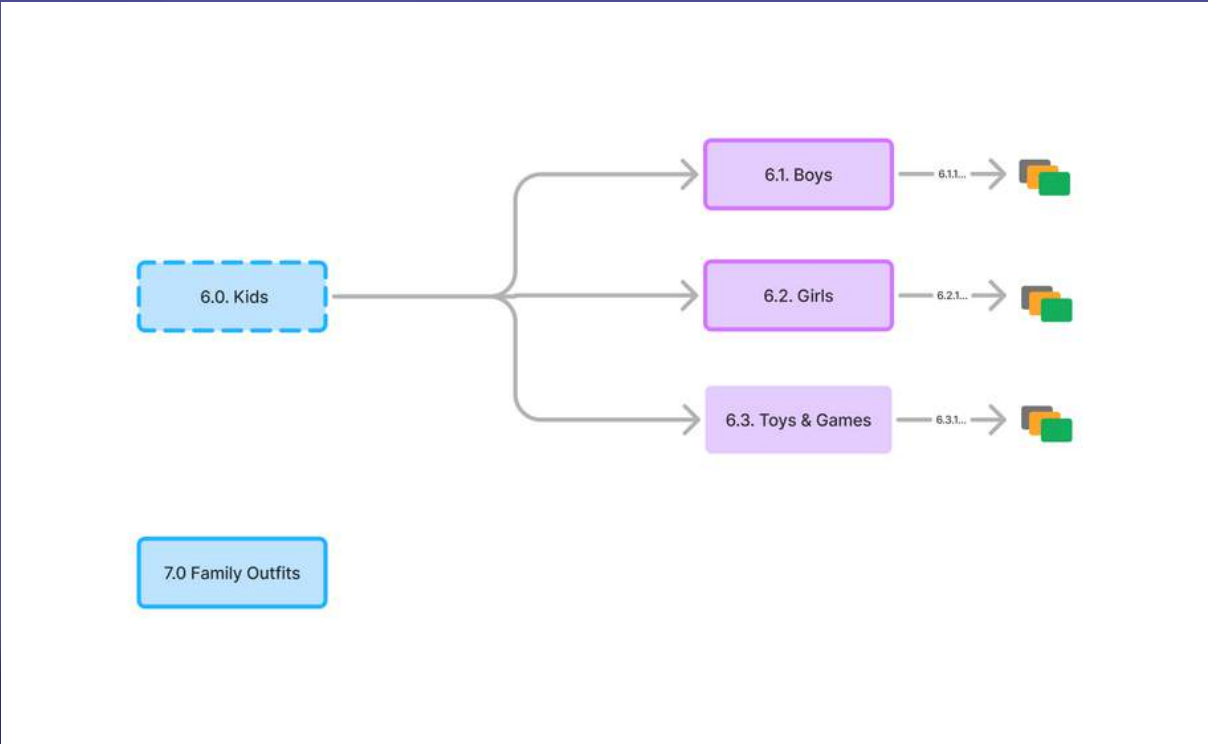 6.1. Boys
6.1.1...
6.0. Kids
6.2. Girls
6.2.1...
6.3. Toys & Games
6.3.1...
7.0 Family Outfits